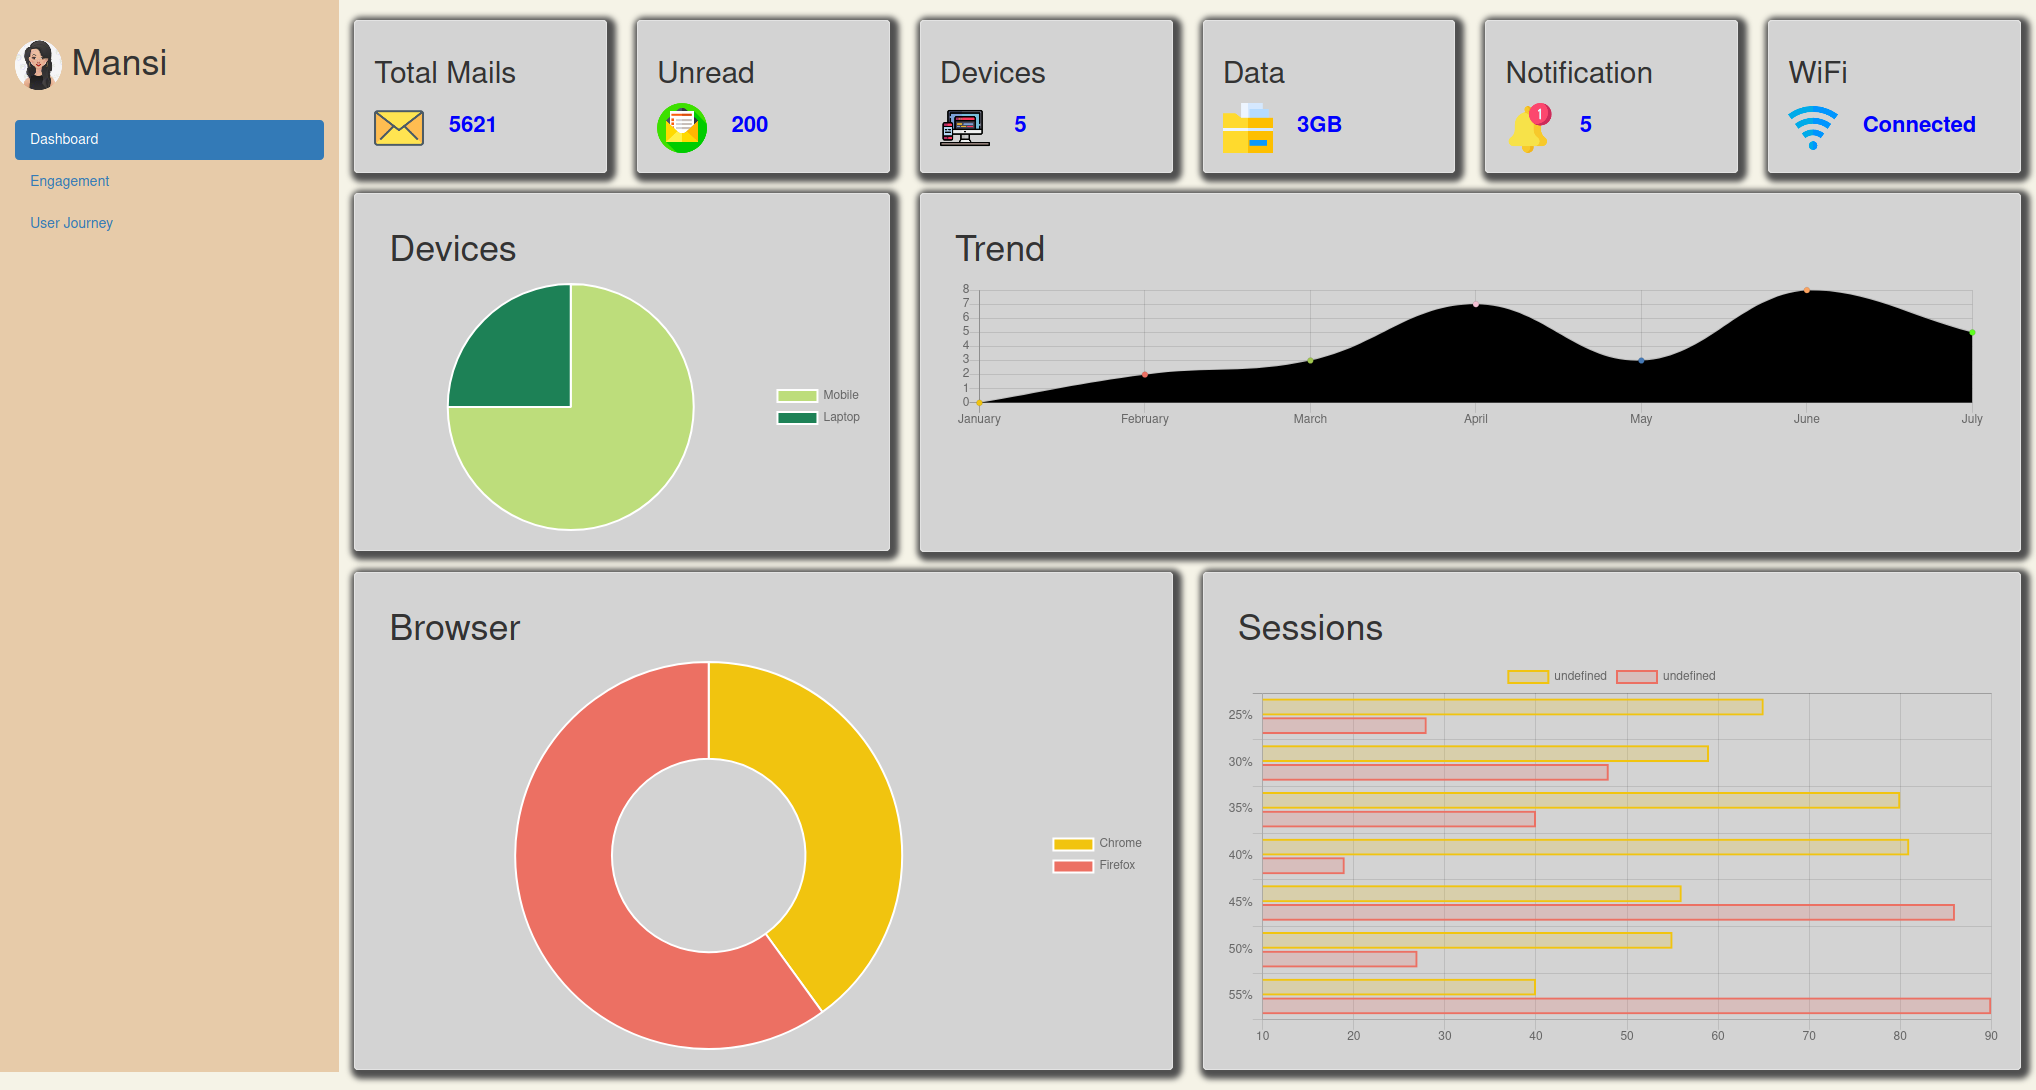 Mansi
Dashboard
Engagement
User Journey
Total Mails
5621
Unread
200
Devices
5
Data
3GB
Notification
1
5
WiFi
Connected
Devices
Mobile
Laptop
Trend
8
7
6
5
4
3
2
1
0
January February March April May June July
Browser
Chrome
Firefox
Sessions
undefined undefined
25%
30%
35%
40%
45%
50%
55%
10 20 30 40 50 60 70 80 90